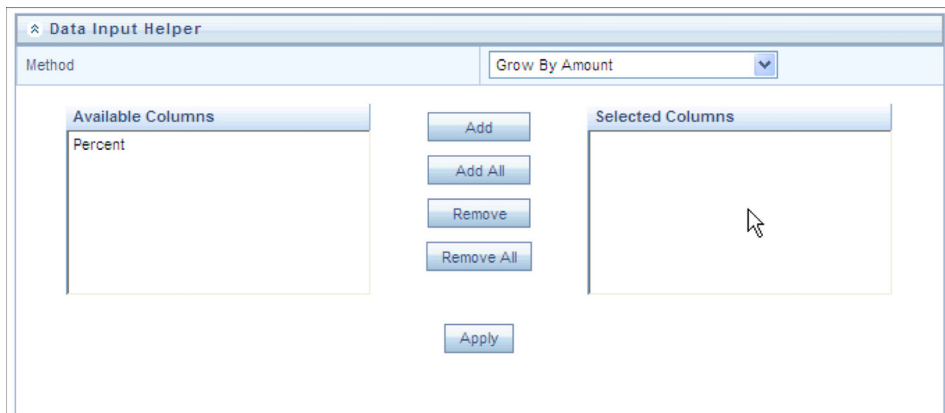 Data Input Helper
Method
Grow By Amount
Available Columns
Percent
Add
Add All
Remove
Remove All
Selected Columns
Apply